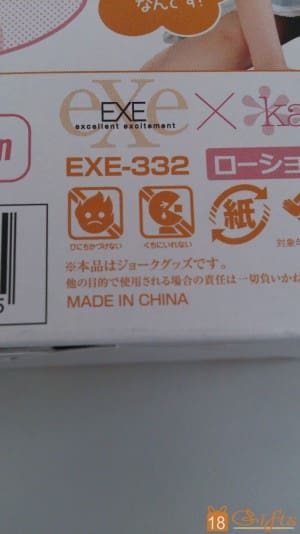 なんです!
exe
EXE
excellent excitement
× ka
EXE-332
ローショ
ひにちかづけない
くちにいれない
紙
対象年
※本品はジョークグッズです。
他の目的で使用される場合の責任は一切負いかね
MADE IN CHINA
18 Gifts